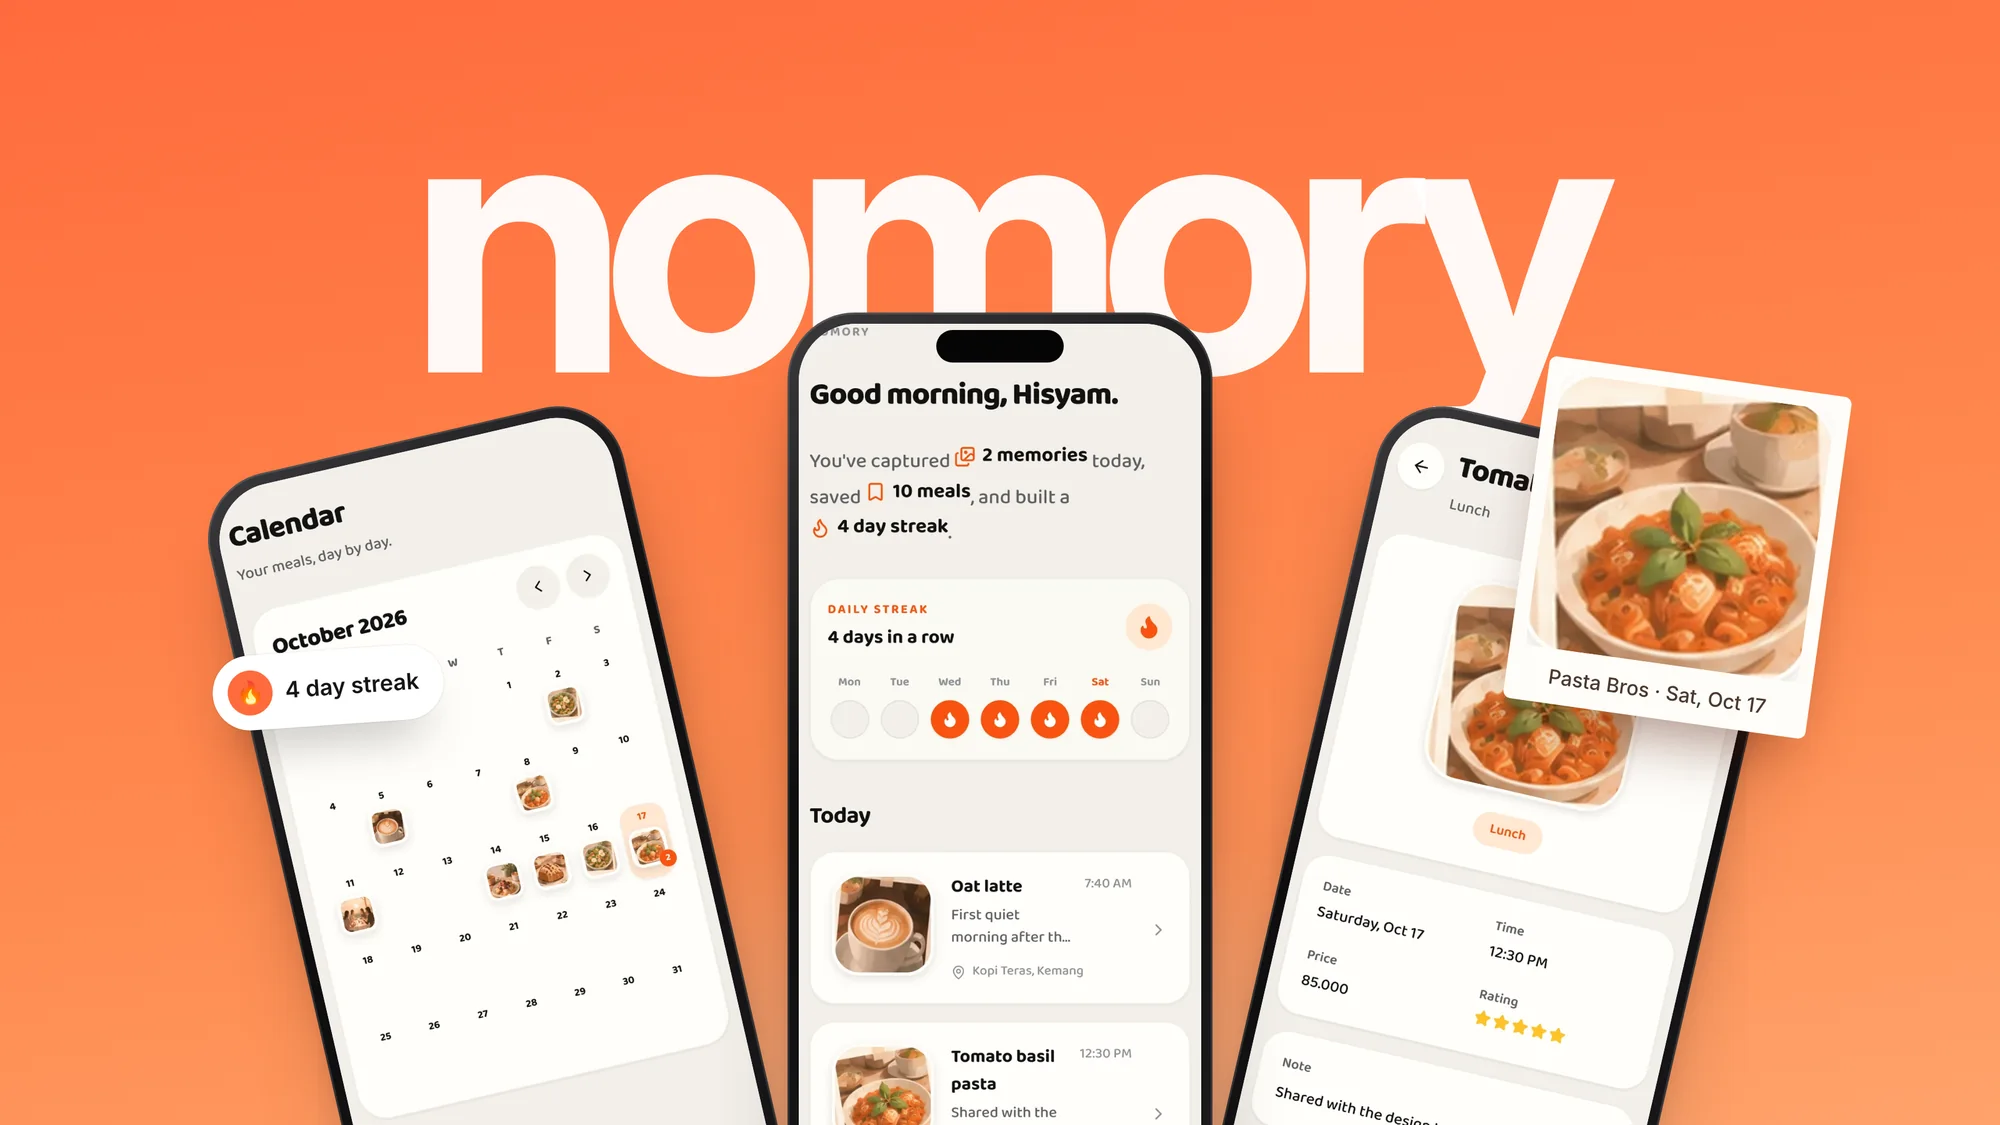 nomory
Calendar
Your meals, day by day.
October 2026
W T F S
1 2 3
4 5 6 7 8 9 10
11 12 13 14 15 16 17
2
18 19 20 21 22 23 24
25 26 27 28 29 30 31
4 day streak
Good morning, Hisyam.
You've captured 2 memories today,
saved 10 meals, and built a
4 day streak.
DAILY STREAK
4 days in a row
Mon Tue Wed Thu Fri Sat Sun
Today
Oat latte 7:40 AM
First quiet
morning after th...
Kopi Teras, Kemang
Tomato basil 12:30 PM
pasta
Shared with the
Lunch
Pasta Bros · Sat, Oct 17
Lunch
Date
Saturday, Oct 17
Time
12:30 PM
Price
85.000
Rating
Note
Shared with the